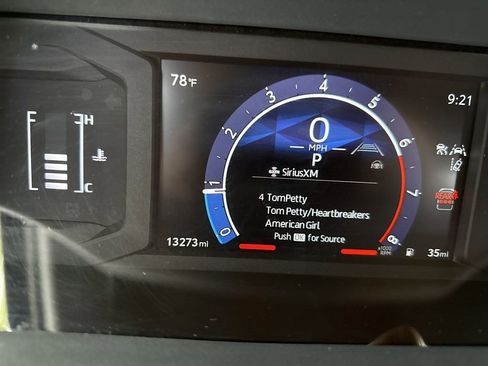 78°F
9:21
F H
E C
0
MPH
P
0 1 2 3 4 5 6 7 8
SiriusXM
4 TomPetty
Tom Petty/Heartbreakers
American Girl
Push OK for Source
REAR
x1000
RPM
13273mi
35mi